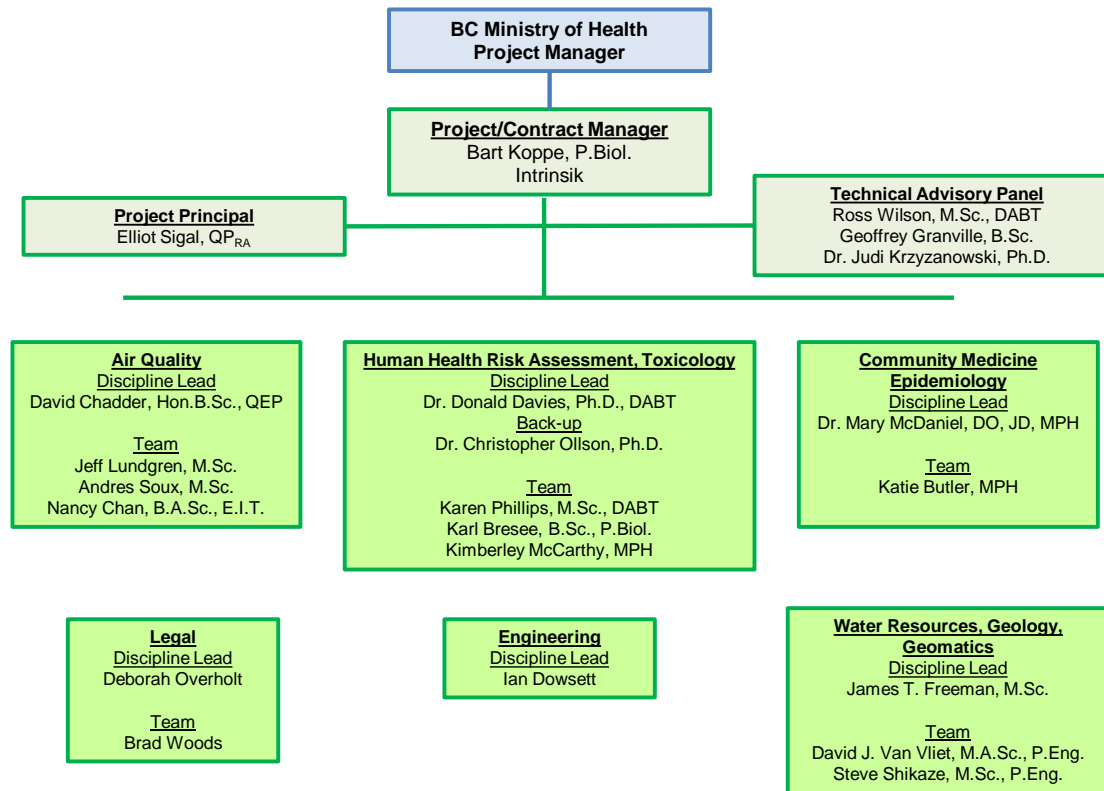 BC Ministry of Health
Project Manager
Project/Contract Manager
Bart Koppe, P.Biol.
Intrinsik
Project Principal
Elliot Sigal, QPRA
Technical Advisory Panel
Ross Wilson, M.Sc., DABT
Geoffrey Granville, B.Sc.
Dr. Judi Krzyzanowski, Ph.D.
Air Quality
Discipline Lead
David Chadder, Hon.B.Sc., QEP
Team
Jeff Lundgren, M.Sc.
Andres Soux, M.Sc.
Nancy Chan, B.A.Sc., E.I.T.
Human Health Risk Assessment, Toxicology
Discipline Lead
Dr. Donald Davies, Ph.D., DABT
Back-up
Dr. Christopher Ollson, Ph.D.
Team
Karen Phillips, M.Sc., DABT
Karl Bresee, B.Sc., P.Biol.
Kimberley McCarthy, MPH
Community Medicine
Epidemiology
Discipline Lead
Dr. Mary McDaniel, DO, JD, MPH
Team
Katie Butler, MPH
Legal
Discipline Lead
Deborah Overholt
Team
Brad Woods
Engineering
Discipline Lead
Ian Dowsett
Water Resources, Geology,
Geomatics
Discipline Lead
James T. Freeman, M.Sc.
Team
David J. Van Vliet, M.A.Sc., P.Eng.
Steve Shikaze, M.Sc., P.Eng.